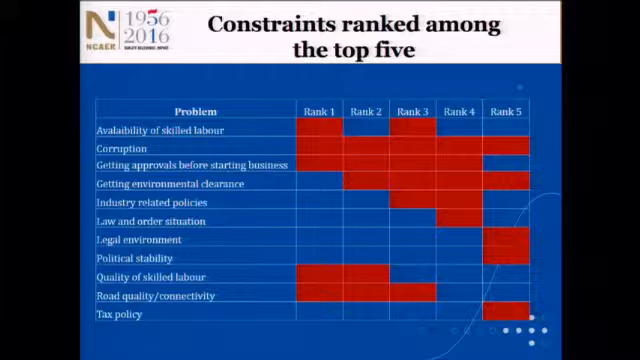 1956
NCAER
2016
Constraints ranked among
the top five
Problem Rank 1 Rank 2 Rank 3 Rank 4 Rank 5
Avalaibility of skilled labour
Corruption
Getting approvals before starting business
Getting environmental clearance
Industry related policies
Law and order situation
Legal environment
Political stability
Quality of skilled labour
Road quality/connectivity
Tax policy